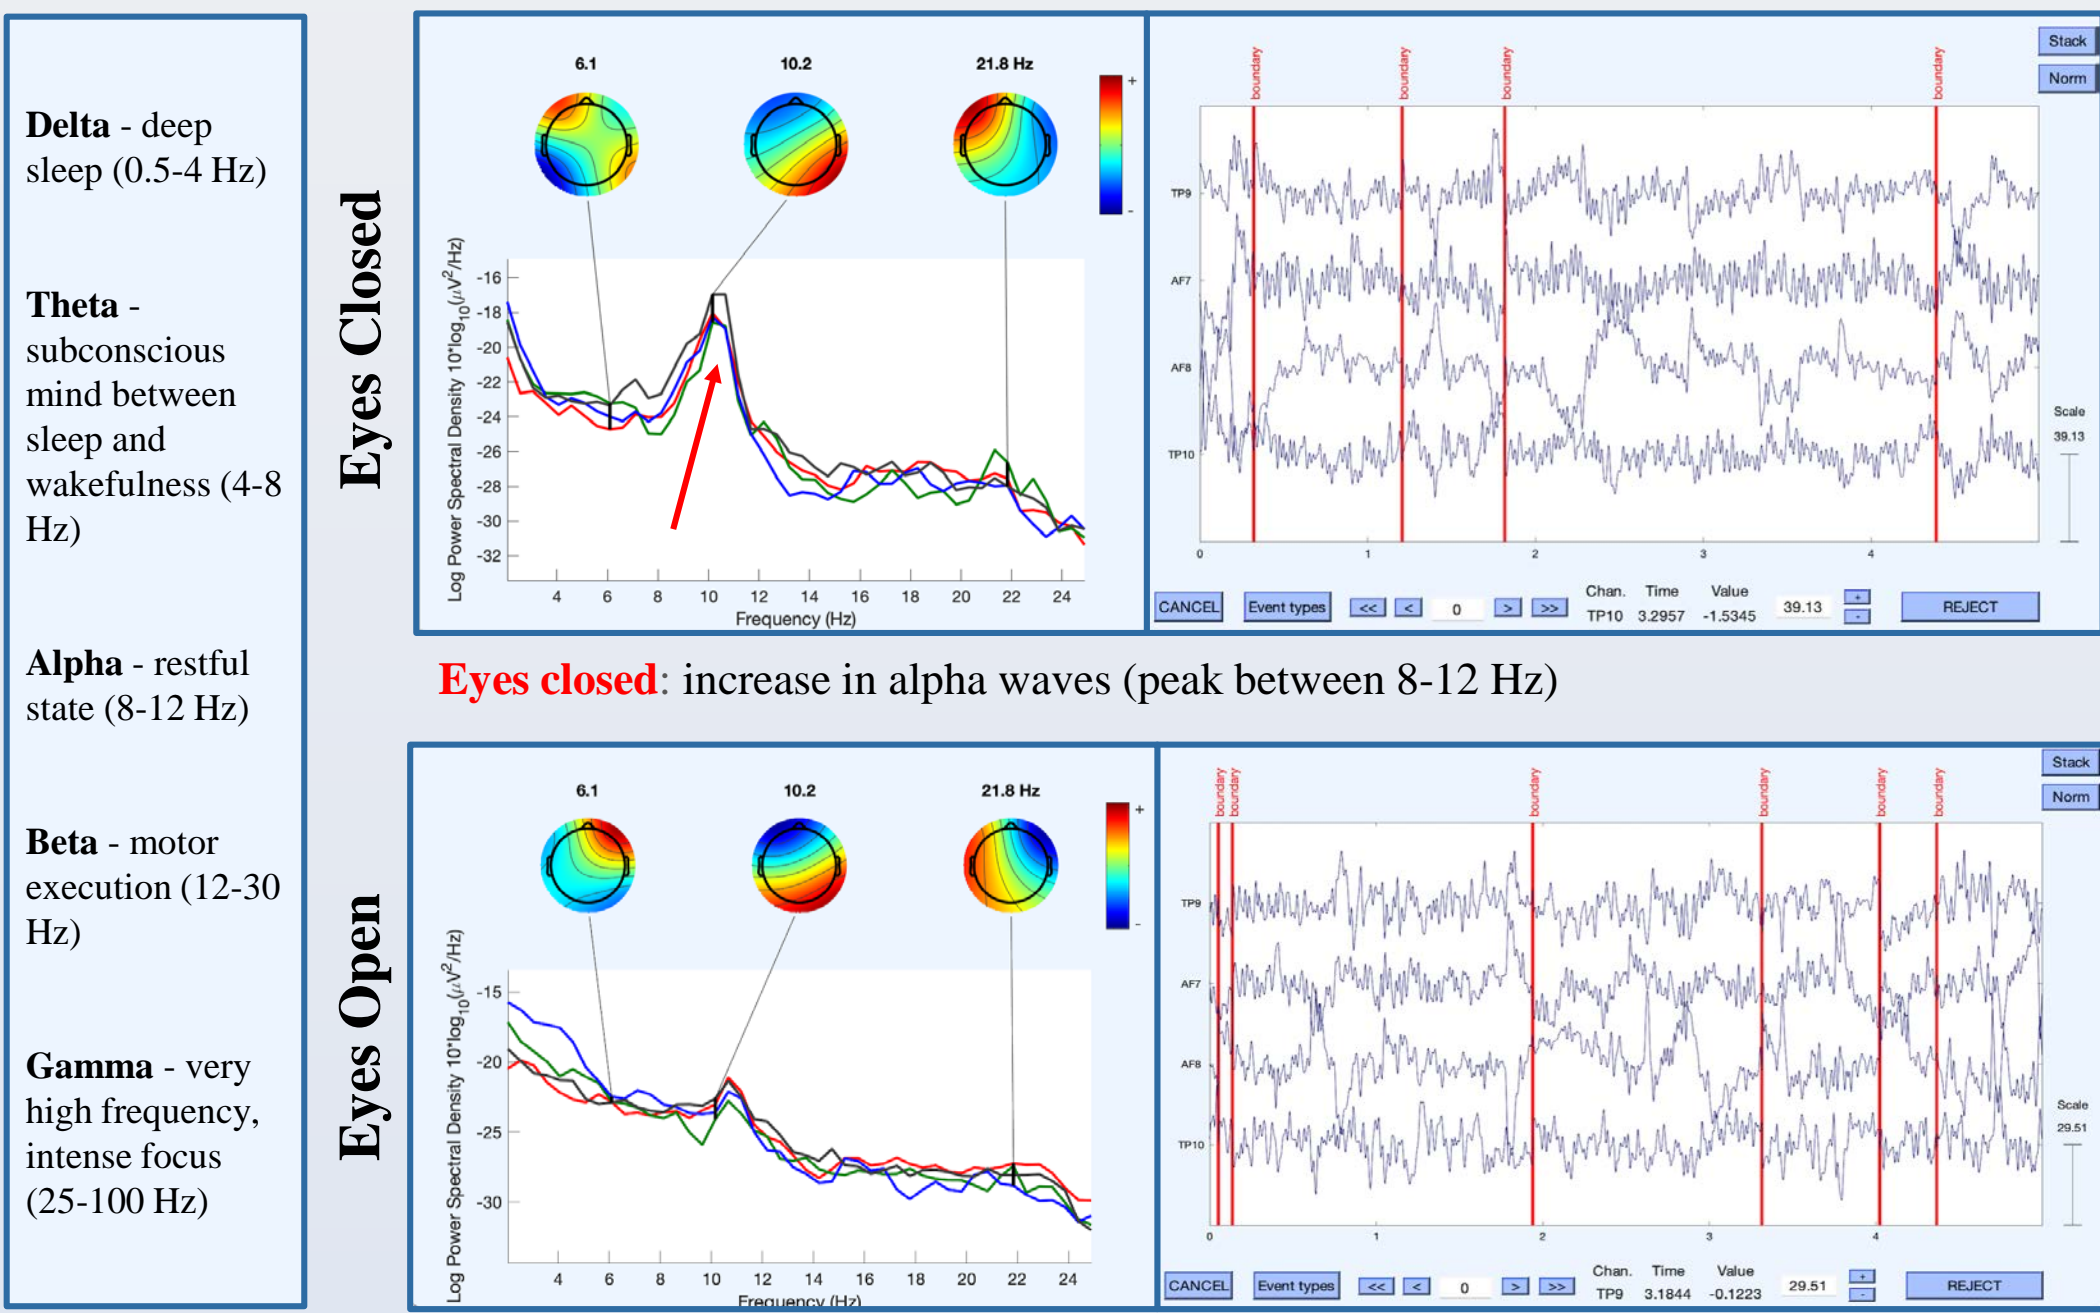 Delta - deep
sleep (0.5-4 Hz)
Theta -
subconscious
mind between
sleep and
wakefulness (4-8
Hz)
Alpha - restful
state (8-12 Hz)
Beta - motor
execution (12-30
Hz)
Gamma - very
high frequency,
intense focus
(25-100 Hz)
Eyes Closed
6.1 10.2 21.8 Hz
+
-
Log Power Spectral Density 10*log10(μV2/Hz)
-16
-18
-20
-22
-24
-26
-28
-30
-32
4 6 8 10 12 14 16 18 20 22 24
Frequency (Hz)
boundary boundary boundary boundary
Stack
Norm
TP9
AF7
AF8
TP10
Scale
39.13
0 1 2 3 4
Chan. Time Value
CANCEL Event types << < 0 > >> TP10 3.2957 -1.5345 39.13 + - REJECT
Eyes closed: increase in alpha waves (peak between 8-12 Hz)
Eyes Open
6.1 10.2 21.8 Hz
+
-
Log Power Spectral Density 10*log10(μV2/Hz)
-15
-20
-25
-30
4 6 8 10 12 14 16 18 20 22 24
Frequency (Hz)
boundary boundary boundary boundary boundary boundary
Stack
Norm
TP9
AF7
AF8
TP10
Scale
29.51
0 1 2 3 4
Chan. Time Value
CANCEL Event types << < 0 > >> TP9 3.1844 -0.1223 29.51 + - REJECT